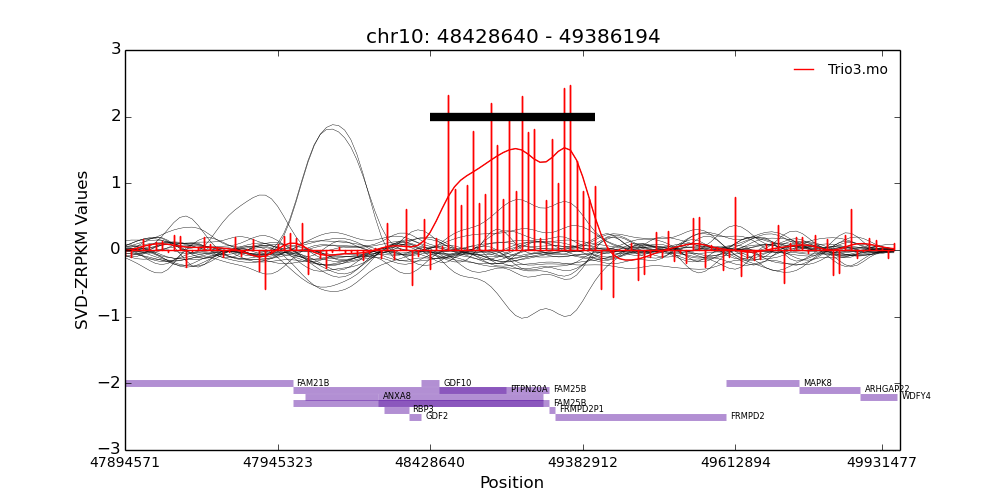 chr10: 48428640 - 49386194
Trio3.mo
SVD-ZRPKM Values
3
2
1
0
−1
−2
−3
FAM21B
GDF10
MAPK8
PTPN20A
FAM25B
ARHGAP22
ANXA8
WDFY4
FAM25B
RBP3
FRMPD2P1
GDF2
FRMPD2
47894571
47945323
48428640
49382912
49612894
49931477
Position